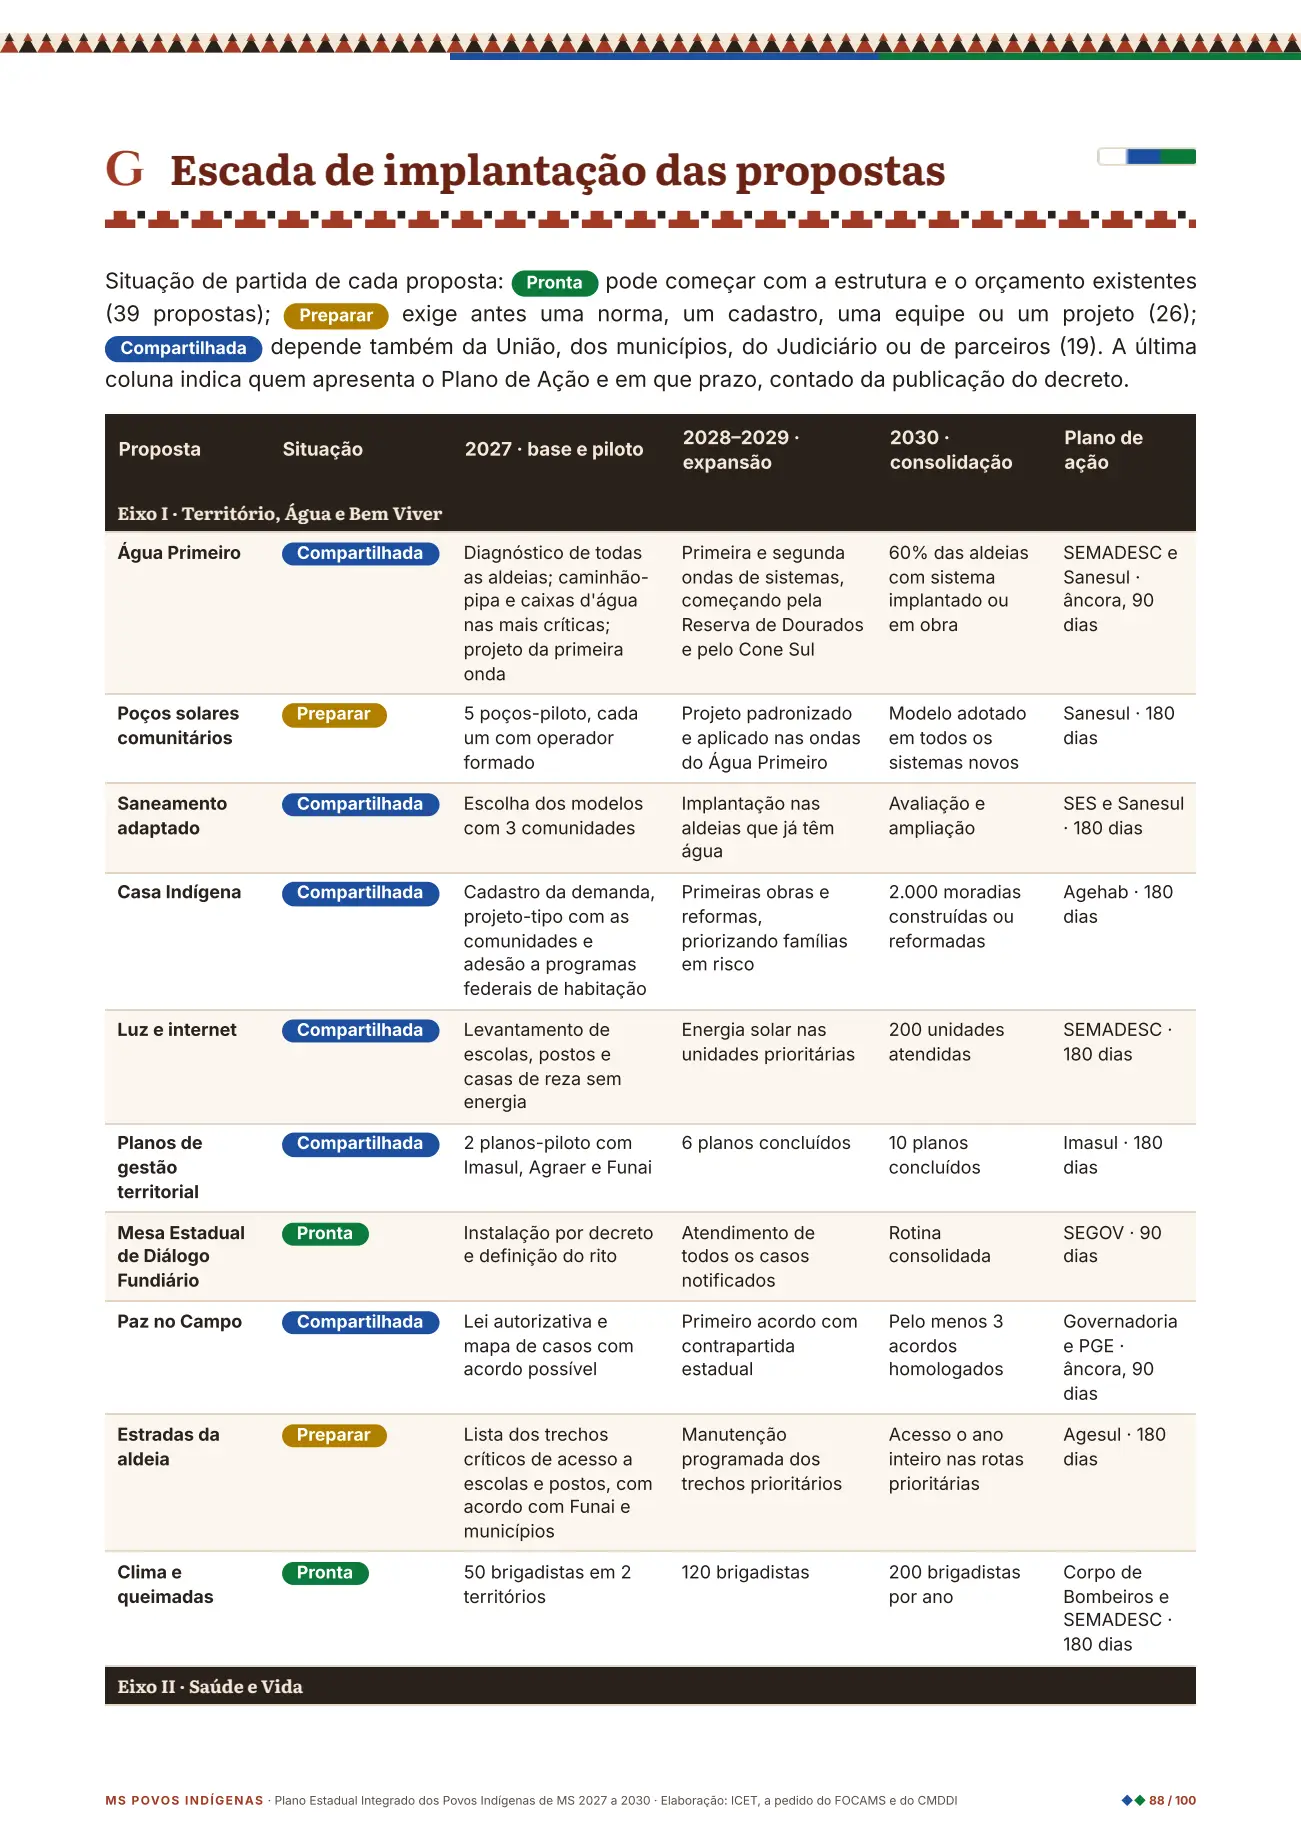 G Escada de implantação das propostas
Situação de partida de cada proposta: Pronta pode começar com a estrutura e o orçamento existentes
(39 propostas); Preparar exige antes uma norma, um cadastro, uma equipe ou um projeto (26);
Compartilhada depende também da União, dos municípios, do Judiciário ou de parceiros (19). A última
coluna indica quem apresenta o Plano de Ação e em que prazo, contado da publicação do decreto.
Proposta
Situação
2027 · base e piloto
2028–2029 ·
expansão
2030 ·
consolidação
Plano de
ação
Eixo I · Território, Água e Bem Viver
Água Primeiro
Compartilhada
Diagnóstico de todas
as aldeias; caminhão-
pipa e caixas d'água
nas mais críticas;
projeto da primeira
onda
Primeira e segunda
ondas de sistemas,
começando pela
Reserva de Dourados
e pelo Cone Sul
60% das aldeias
com sistema
implantado ou
em obra
SEMADESC e
Sanesul ·
âncora, 90
dias
Poços solares
comunitários
Preparar
5 poços-piloto, cada
um com operador
formado
Projeto padronizado
e aplicado nas ondas
do Água Primeiro
Modelo adotado
em todos os
sistemas novos
Sanesul · 180
dias
Saneamento
adaptado
Compartilhada
Escolha dos modelos
com 3 comunidades
Implantação nas
aldeias que já têm
água
Avaliação e
ampliação
SES e Sanesul
· 180 dias
Casa Indígena
Compartilhada
Cadastro da demanda,
projeto-tipo com as
comunidades e
adesão a programas
federais de habitação
Primeiras obras e
reformas,
priorizando famílias
em risco
2.000 moradias
construídas ou
reformadas
Agehab · 180
dias
Luz e internet
Compartilhada
Levantamento de
escolas, postos e
casas de reza sem
energia
Energia solar nas
unidades prioritárias
200 unidades
atendidas
SEMADESC ·
180 dias
Planos de
gestão
territorial
Compartilhada
2 planos-piloto com
Imasul, Agraer e Funai
6 planos concluídos
10 planos
concluídos
Imasul · 180
dias
Mesa Estadual
de Diálogo
Fundiário
Pronta
Instalação por decreto
e definição do rito
Atendimento de
todos os casos
notificados
Rotina
consolidada
SEGOV · 90
dias
Paz no Campo
Compartilhada
Lei autorizativa e
mapa de casos com
acordo possível
Primeiro acordo com
contrapartida
estadual
Pelo menos 3
acordos
homologados
Governadoria
e PGE ·
âncora, 90
dias
Estradas da
aldeia
Preparar
Lista dos trechos
críticos de acesso a
escolas e postos, com
acordo com Funai e
municípios
Manutenção
programada dos
trechos prioritários
Acesso o ano
inteiro nas rotas
prioritárias
Agesul · 180
dias
Clima e
queimadas
Pronta
50 brigadistas em 2
territórios
120 brigadistas
200 brigadistas
por ano
Corpo de
Bombeiros e
SEMADESC ·
180 dias
Eixo II · Saúde e Vida
MS POVOS INDÍGENAS · Plano Estadual Integrado dos Povos Indígenas de MS 2027 a 2030 · Elaboração: ICET, a pedido do FOCAMS e do CMDDI
88 / 100